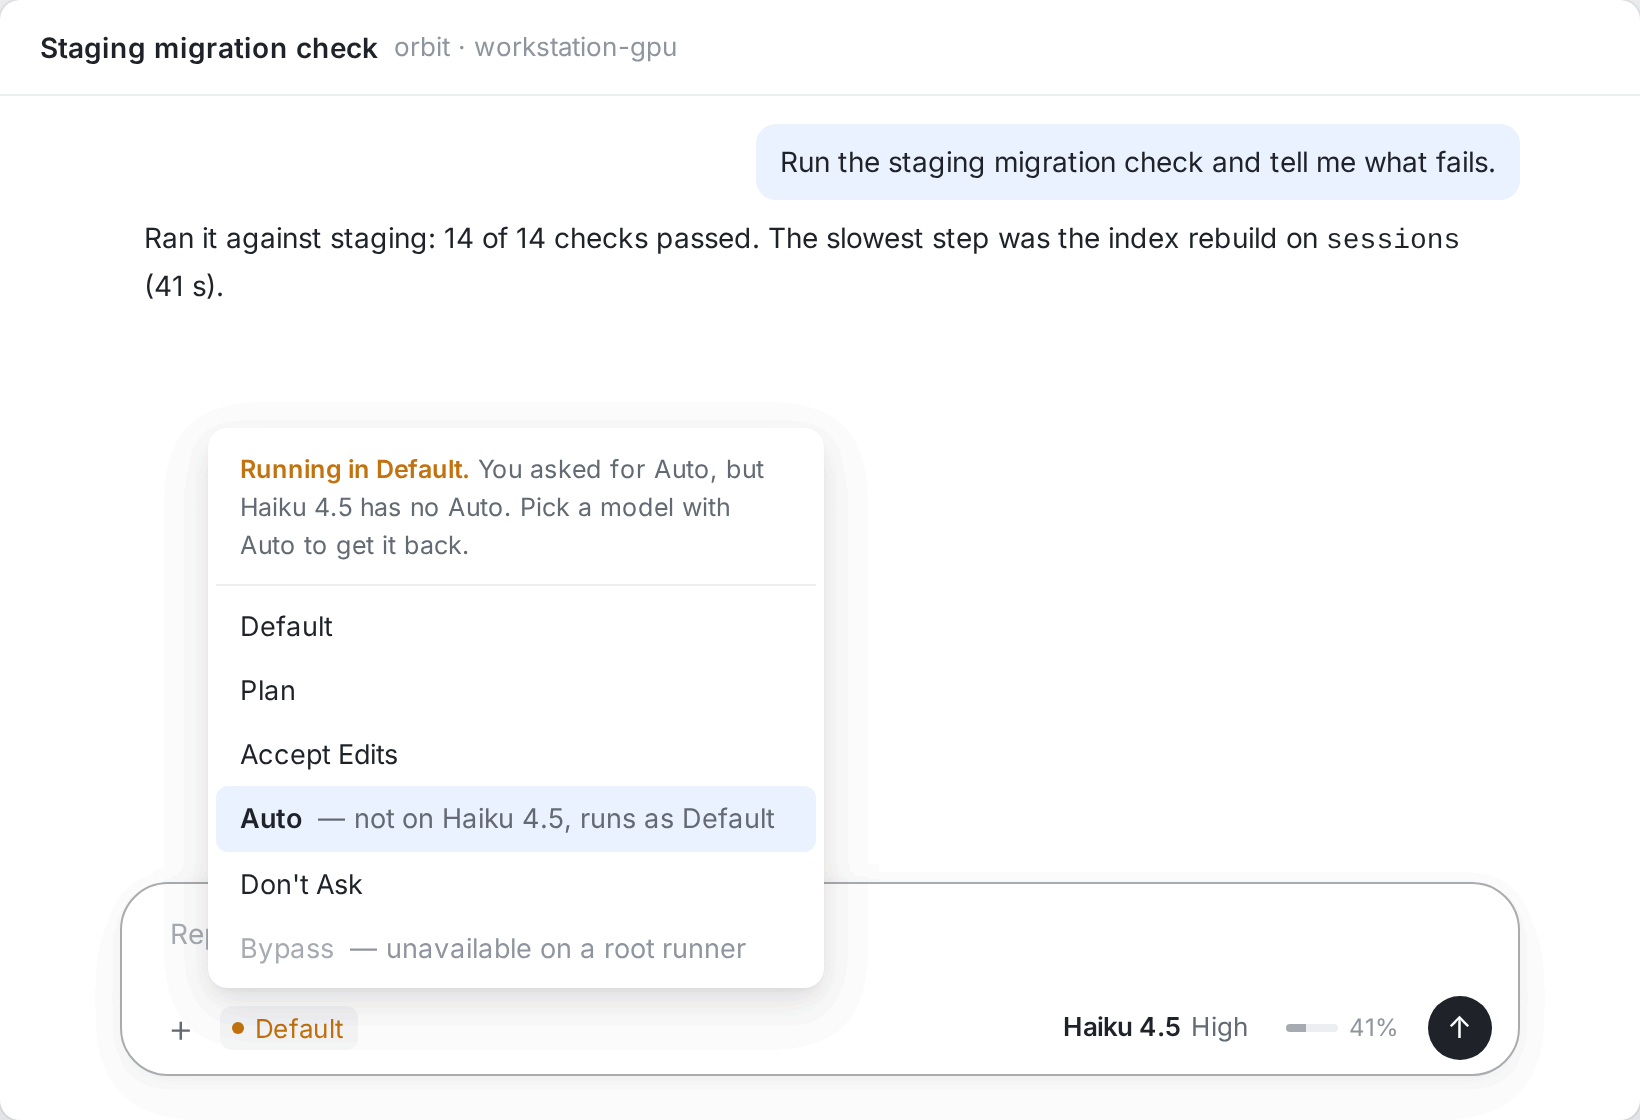 Staging migration check orbit · workstation-gpu
Run the staging migration check and tell me what fails.
Ran it against staging: 14 of 14 checks passed. The slowest step was the index rebuild on sessions
(41 s).
Running in Default. You asked for Auto, but
Haiku 4.5 has no Auto. Pick a model with
Auto to get it back.
Default
Plan
Accept Edits
Auto — not on Haiku 4.5, runs as Default
Don't Ask
Bypass — unavailable on a root runner
+ Default Haiku 4.5 High 41%